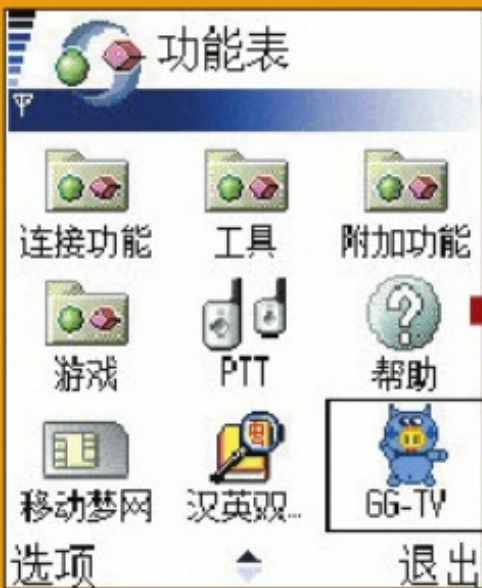 功能表
连接功能 工具 附加功能
游戏 PTT 帮助
移动梦网 汉英双... GG-TV
选项 退出